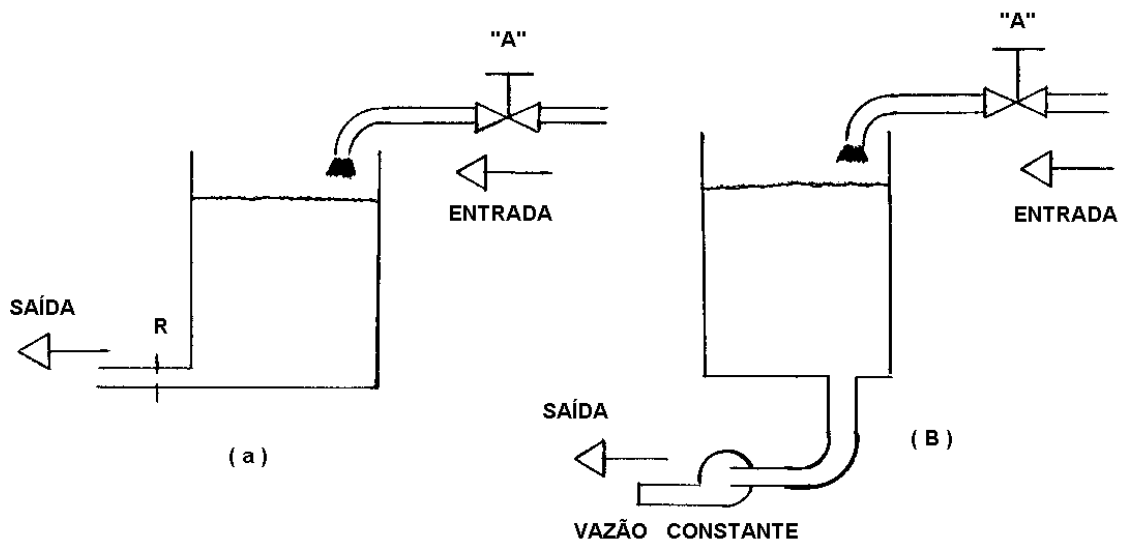 "A"
ENTRADA
SAÍDA
R
( a )
"A"
ENTRADA
SAÍDA
( B )
VAZÃO CONSTANTE